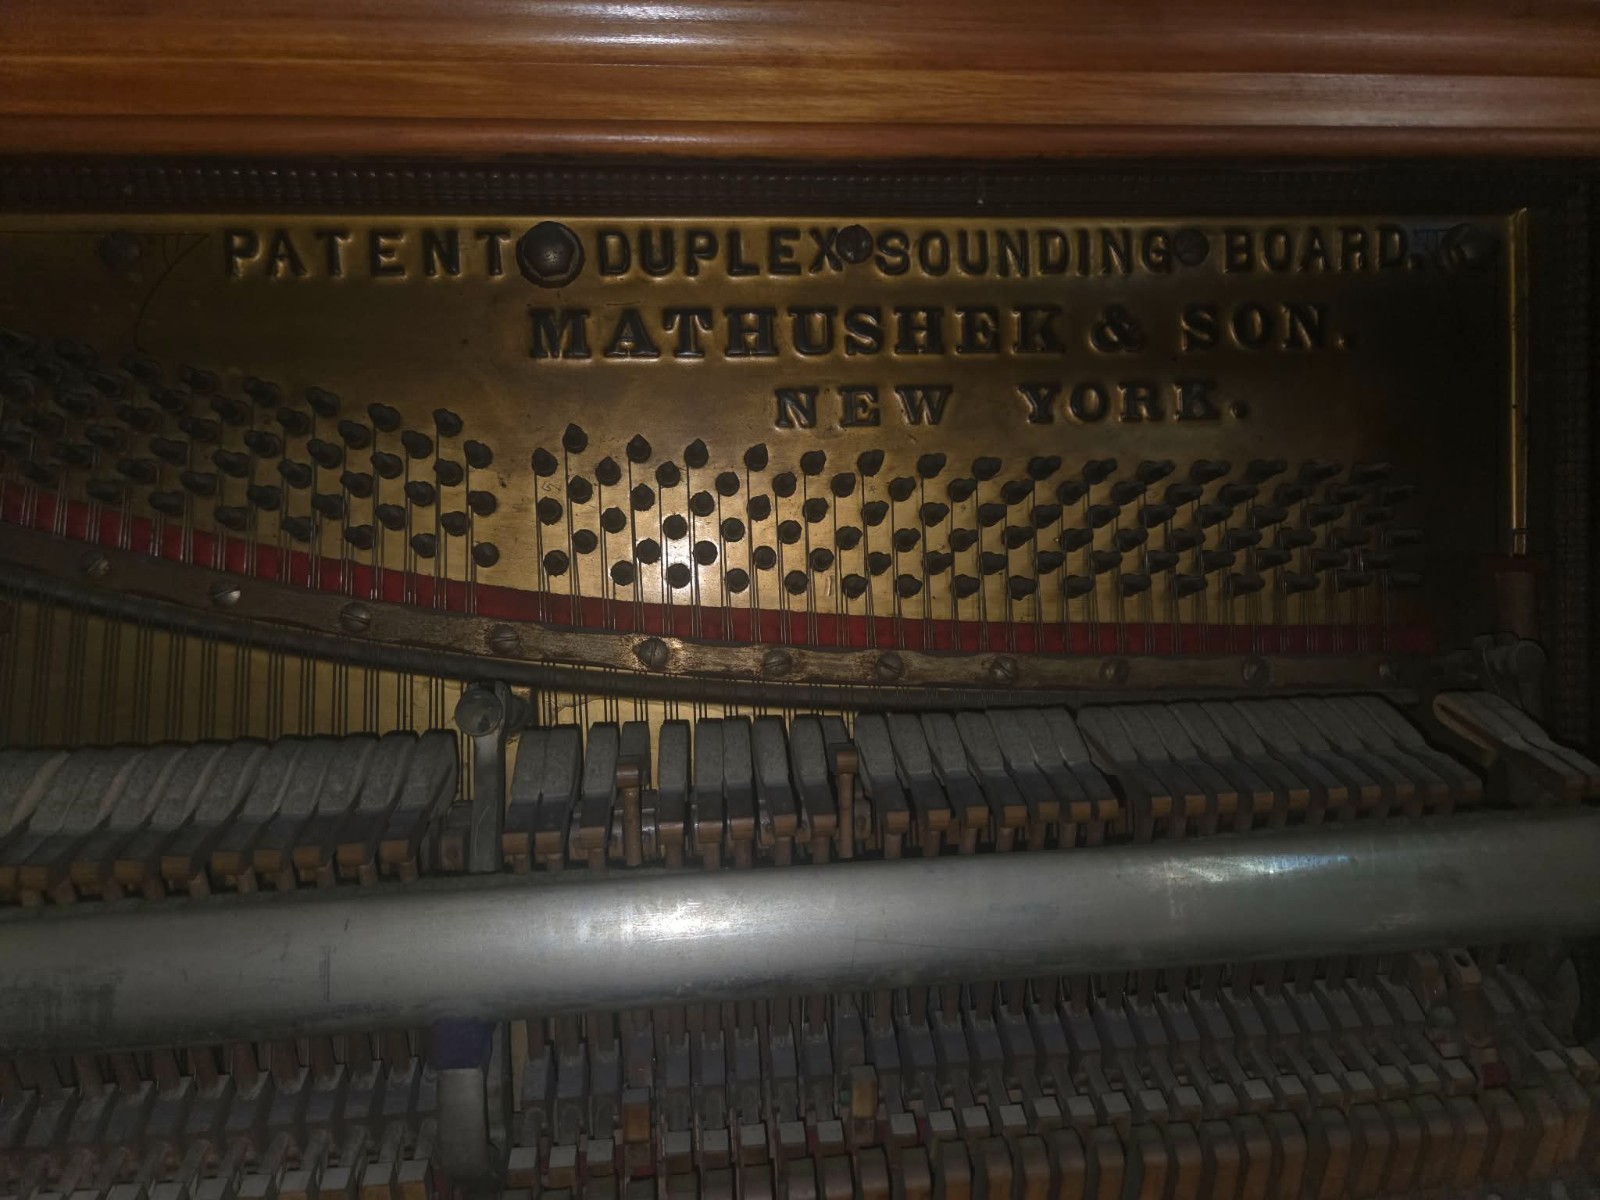 PATENT DUPLEX SOUNDING BOARD.
MATHUSHEK & SON.
NEW YORK.